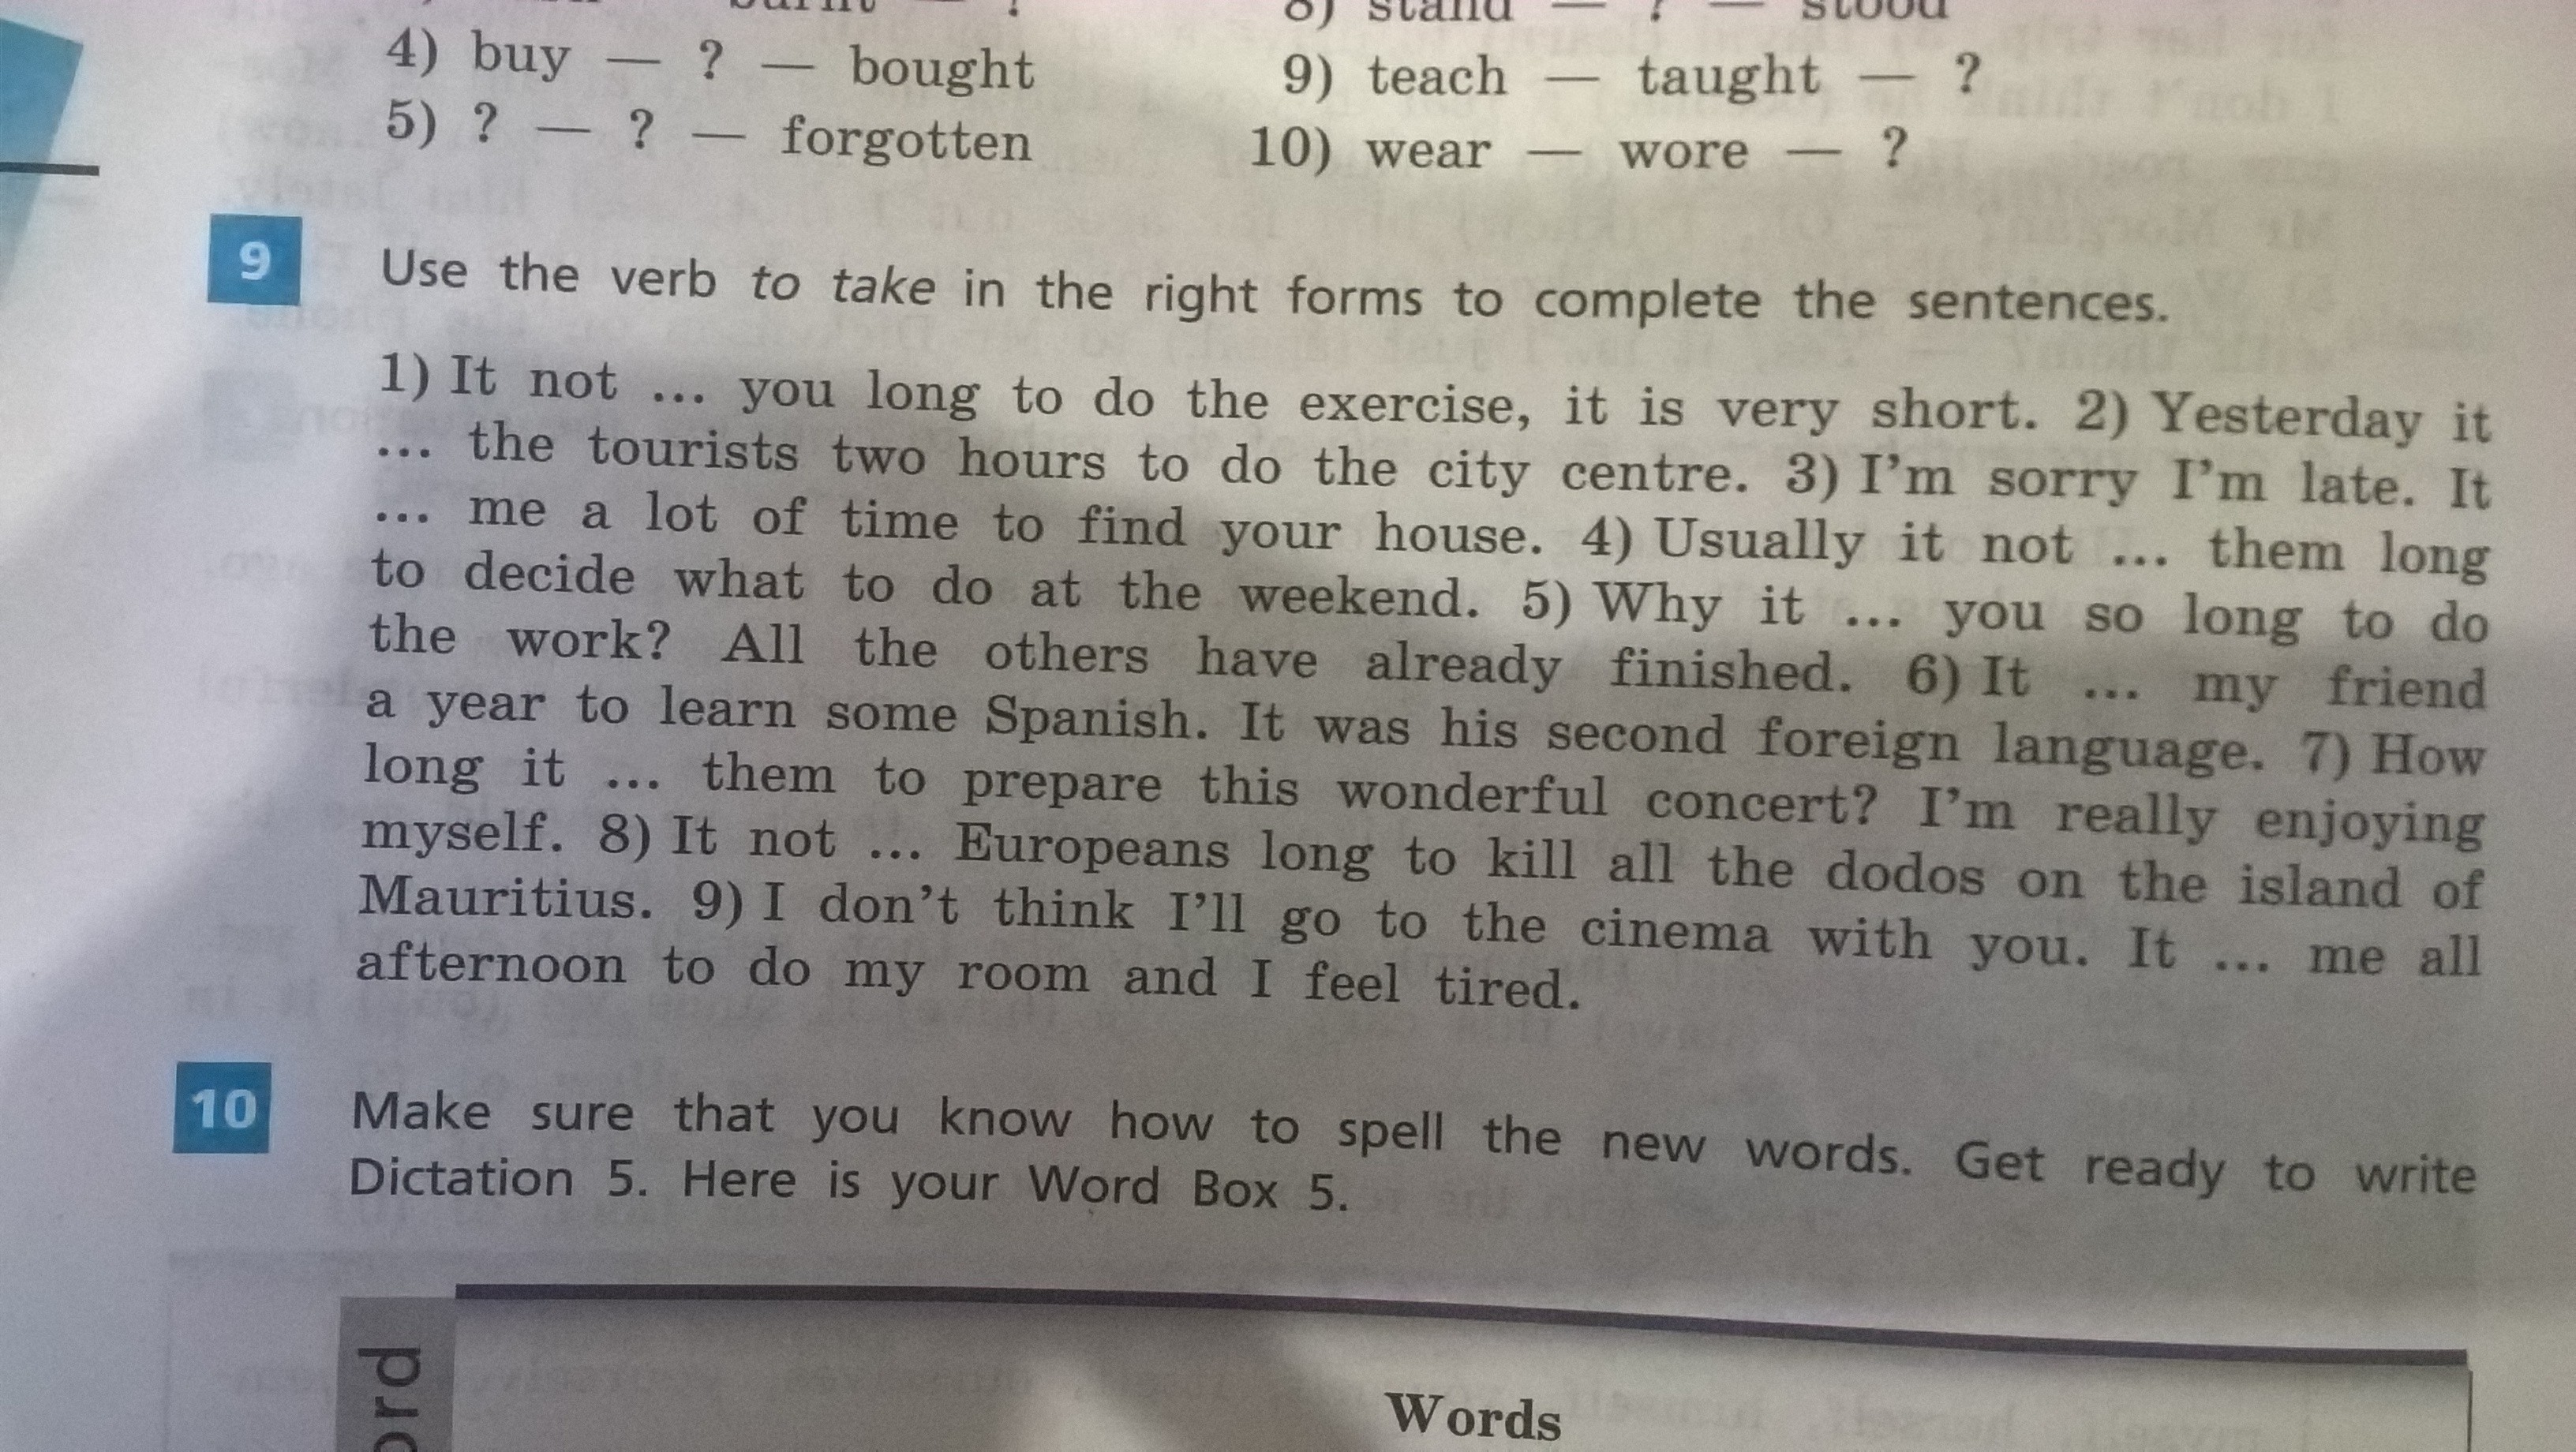 burnt — ?
8) stand — ? — stood
4) buy — ? — bought
9) teach — taught — ?
5) ? — ? — forgotten
10) wear — wore — ?
9
Use the verb to take in the right forms to complete the sentences.
1) It not ... you long to do the exercise, it is very short. 2) Yesterday it
... the tourists two hours to do the city centre. 3) I'm sorry I'm late. It
... me a lot of time to find your house. 4) Usually it not ... them long
to decide what to do at the weekend. 5) Why it ... you so long to do
the work? All the others have already finished. 6) It ... my friend
a year to learn some Spanish. It was his second foreign language. 7) How
long it ... them to prepare this wonderful concert? I'm really enjoying
myself. 8) It not ... Europeans long to kill all the dodos on the island of
Mauritius. 9) I don't think I'll go to the cinema with you. It ... me all
afternoon to do my room and I feel tired.
10
Make sure that you know how to spell the new words. Get ready to write
Dictation 5. Here is your Word Box 5.
Words